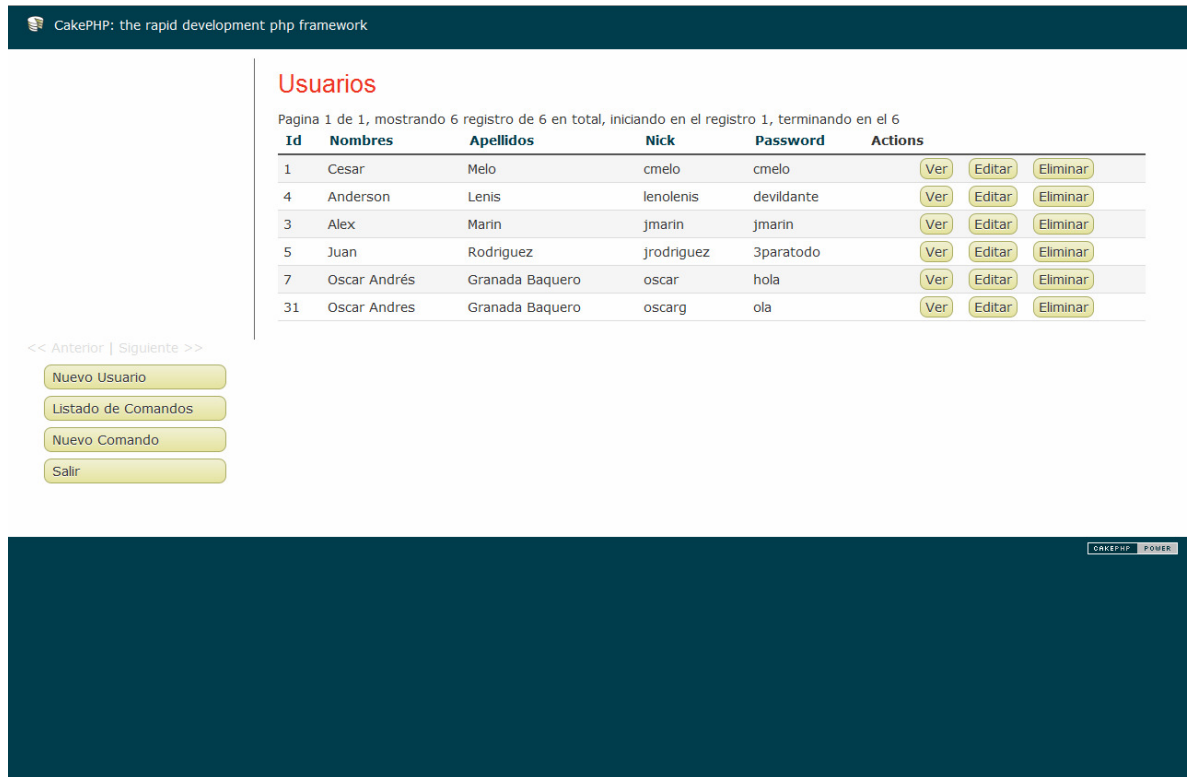 CakePHP: the rapid development php framework
Usuarios
Pagina 1 de 1, mostrando 6 registro de 6 en total, iniciando en el registro 1, terminando en el 6
Id Nombres Apellidos Nick Password Actions
1 Cesar Melo cmelo cmelo Ver Editar Eliminar
4 Anderson Lenis lenolenis devildante Ver Editar Eliminar
3 Alex Marin jmarin jmarin Ver Editar Eliminar
5 Juan Rodriguez jrodriguez 3paratodo Ver Editar Eliminar
7 Oscar Andrés Granada Baquero oscar hola Ver Editar Eliminar
31 Oscar Andres Granada Baquero oscarg ola Ver Editar Eliminar
<< Anterior | Siguiente >>
Nuevo Usuario
Listado de Comandos
Nuevo Comando
Salir
CAKEPHP POWER